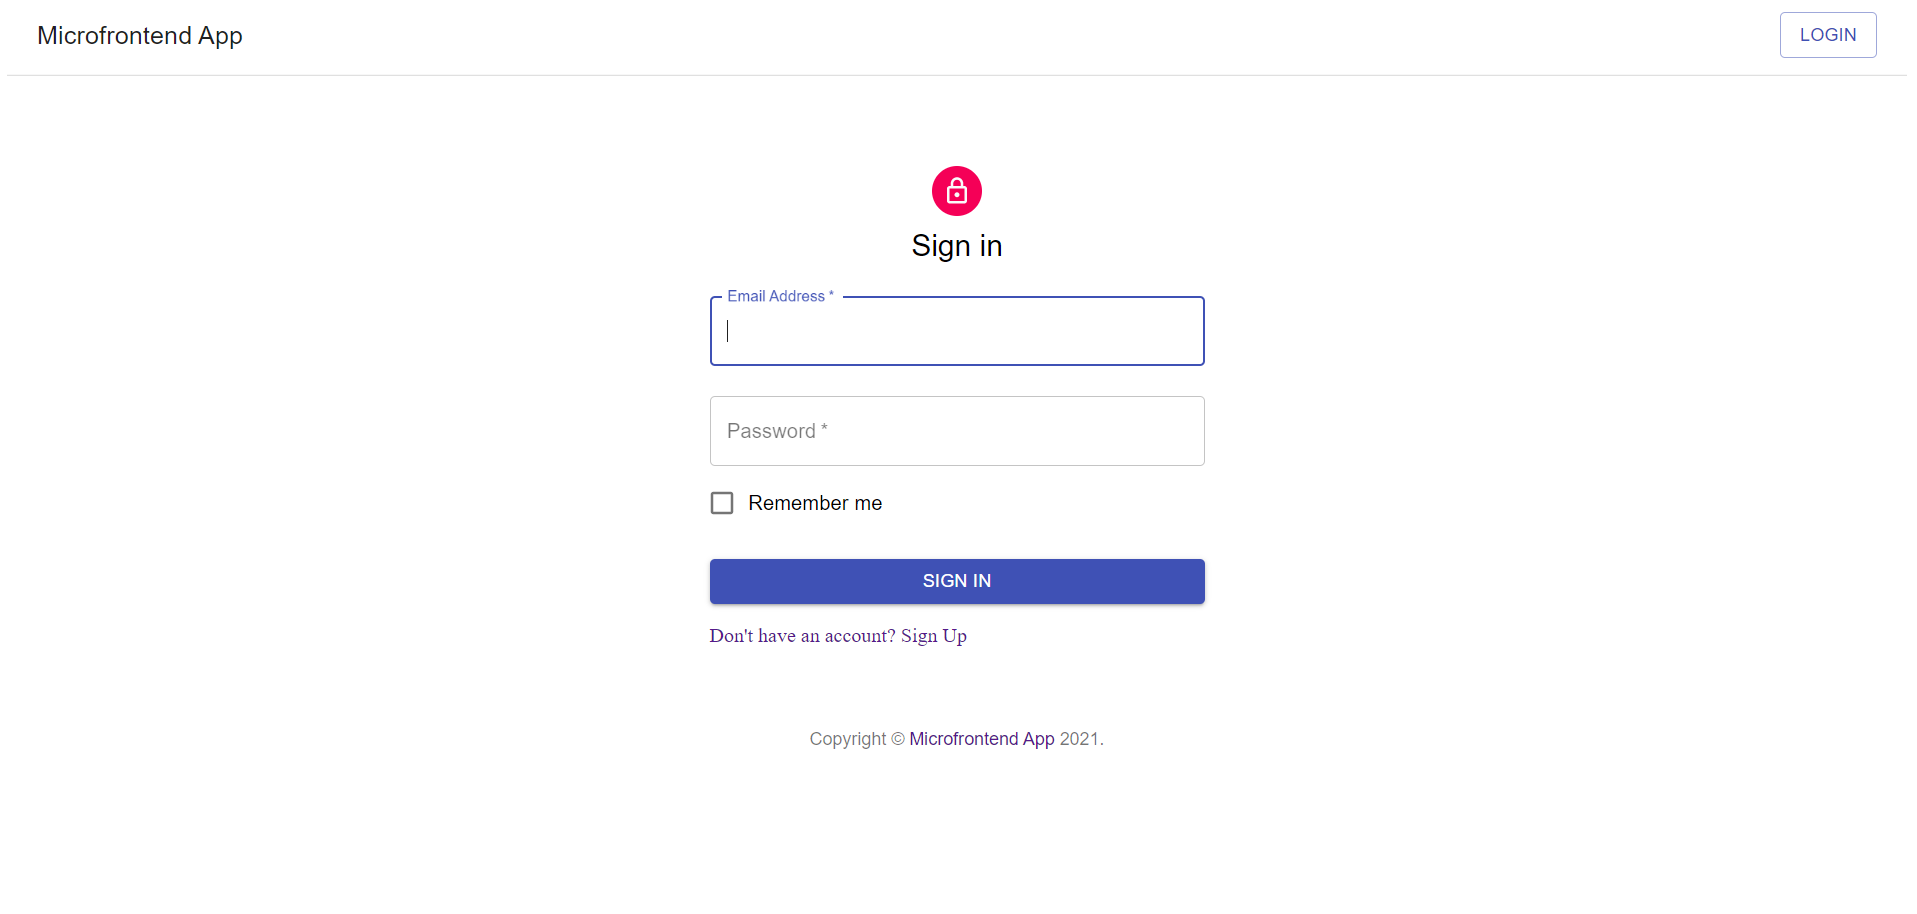 Microfrontend App
LOGIN
Sign in
Email Address *
Password *
Remember me
SIGN IN
Don't have an account? Sign Up
Copyright © Microfrontend App 2021.